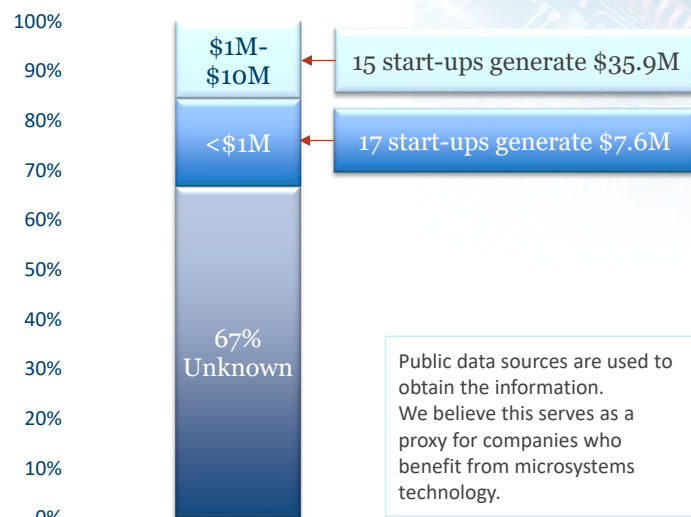 100%
90%
80%
70%
60%
50%
40%
30%
20%
10%
0%
$1M-
$10M
<$1M
67%
Unknown
15 start-ups generate $35.9M
17 start-ups generate $7.6M
Public data sources are used to
obtain the information.
We believe this serves as a
proxy for companies who
benefit from microsystems
technology.